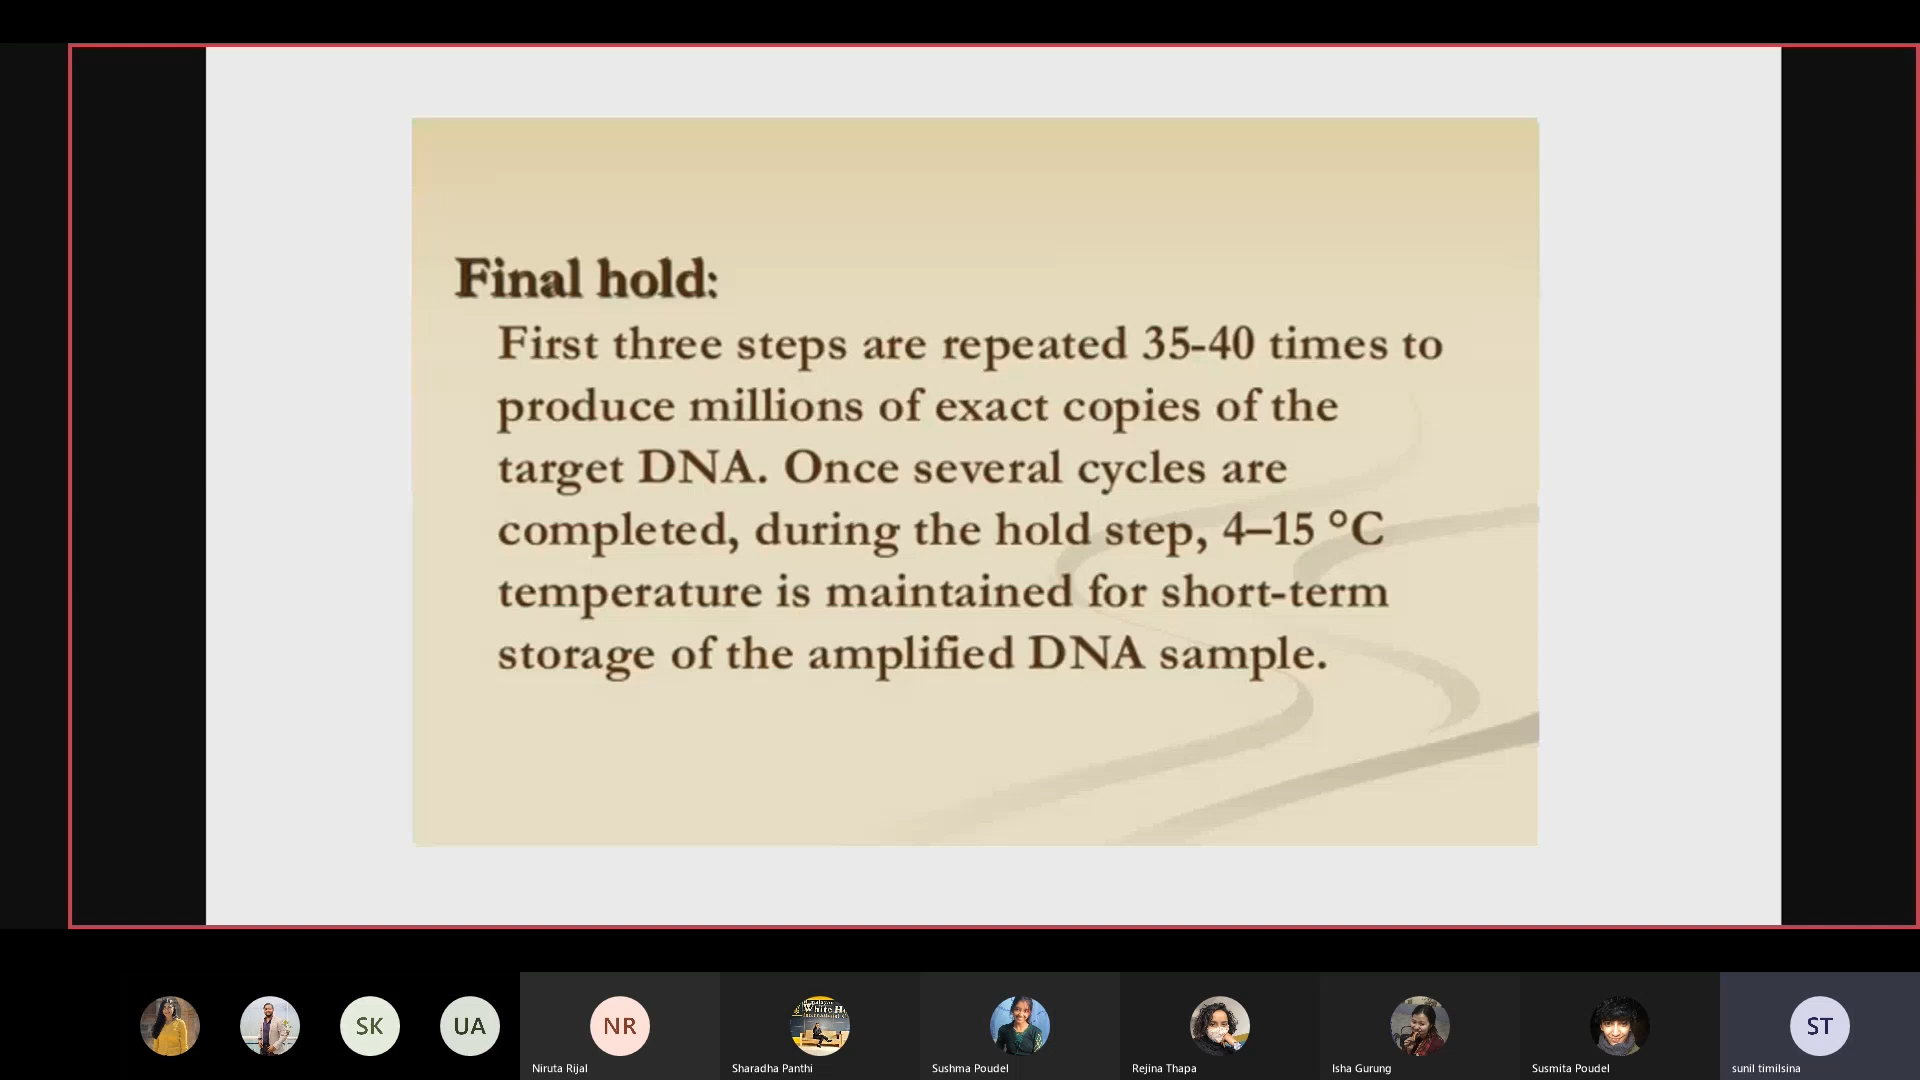 Final hold:
First three steps are repeated 35-40 times to
produce millions of exact copies of the
target DNA. Once several cycles are
completed, during the hold step, 4–15 °C
temperature is maintained for short-term
storage of the amplified DNA sample.
SK
UA
NR
White H
ST
Niruta Rijal
Sharadha Panthi
Sushma Poudel
Rejina Thapa
Isha Gurung
Susmita Poudel
sunil timilsina